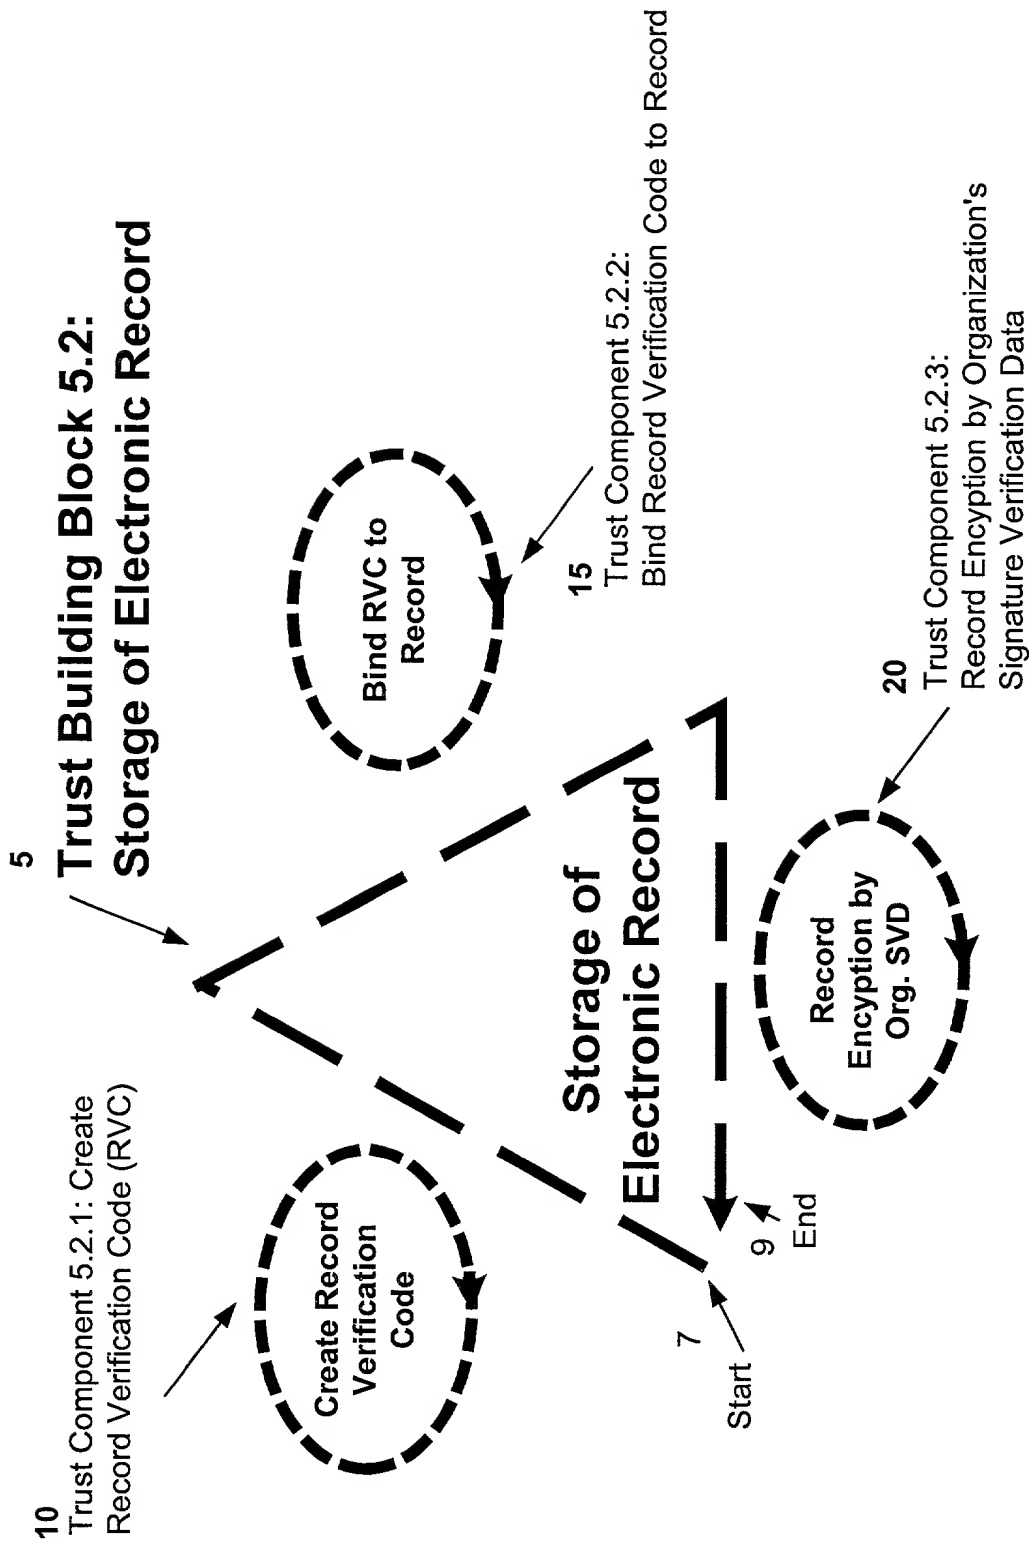 5
Trust Building Block 5.2:
Storage of Electronic Record
10
Trust Component 5.2.1: Create
Record Verification Code (RVC)
Create Record
Verification
Code
Bind RVC to
Record
15
Trust Component 5.2.2:
Bind Record Verification Code to Record
Storage of
Electronic Record
7
Start
9
End
Record
Encyption by
Org. SVD
20
Trust Component 5.2.3:
Record Encyption by Organization's
Signature Verification Data